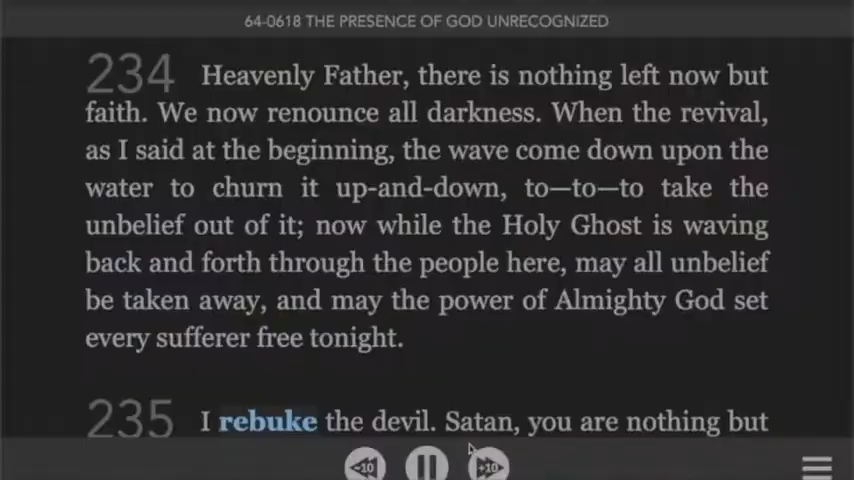 64-0618 THE PRESENCE OF GOD UNRECOGNIZED
234 Heavenly Father, there is nothing left now but
faith. We now renounce all darkness. When the revival,
as I said at the beginning, the wave come down upon the
water to churn it up-and-down, to—to—to take the
unbelief out of it; now while the Holy Ghost is waving
back and forth through the people here, may all unbelief
be taken away, and may the power of Almighty God set
every sufferer free tonight.
235 I rebuke the devil. Satan, you are nothing but
-10 +10